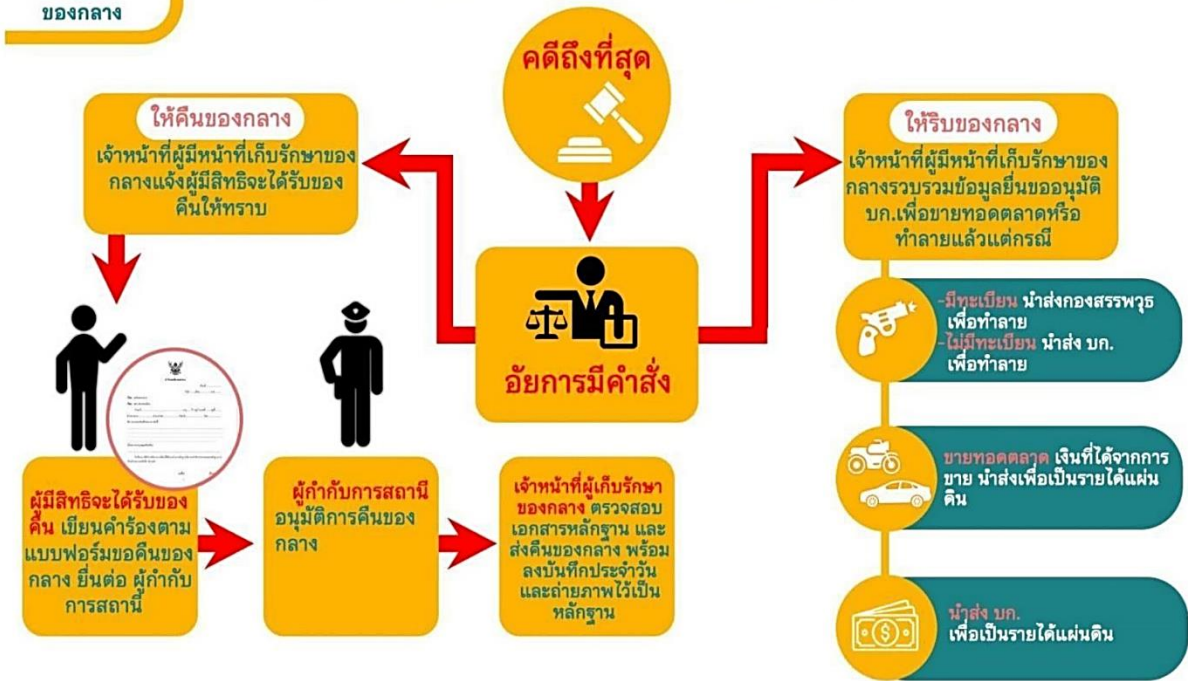 ของกลาง
คดีถึงที่สุด
ให้คืนของกลาง
เจ้าหน้าที่ผู้มีหน้าที่เก็บรักษาของ
กลางแจ้งผู้มีสิทธิจะได้รับของ
คืนให้ทราบ
ให้ริบของกลาง
เจ้าหน้าที่ผู้มีหน้าที่เก็บรักษาของ
กลางรวบรวมข้อมูลยื่นขออนุมัติ
บก.เพื่อขายทอดตลาดหรือ
ทำลายแล้วแต่กรณี
อัยการมีคำสั่ง
-มีทะเบียน นำส่งกองสรรพวุธ
เพื่อทำลาย
-ไม่มีทะเบียน นำส่ง บก.
เพื่อทำลาย
ขายทอดตลาด เงินที่ได้จากการ
ขาย นำส่งเพื่อเป็นรายได้แผ่น
ดิน
นำส่ง บก.
เพื่อเป็นรายได้แผ่นดิน
ผู้มีสิทธิจะได้รับของ
คืน เขียนคำร้องตาม
แบบฟอร์มขอคืนของ
กลาง ยื่นต่อ ผู้กำกับ
การสถานี
ผู้กำกับการสถานี
อนุมัติการคืนของ
กลาง
เจ้าหน้าที่ผู้เก็บรักษา
ของกลาง ตรวจสอบ
เอกสารหลักฐาน และ
ส่งคืนของกลาง พร้อม
ลงบันทึกประจำวัน
และถ่ายภาพไว้เป็น
หลักฐาน